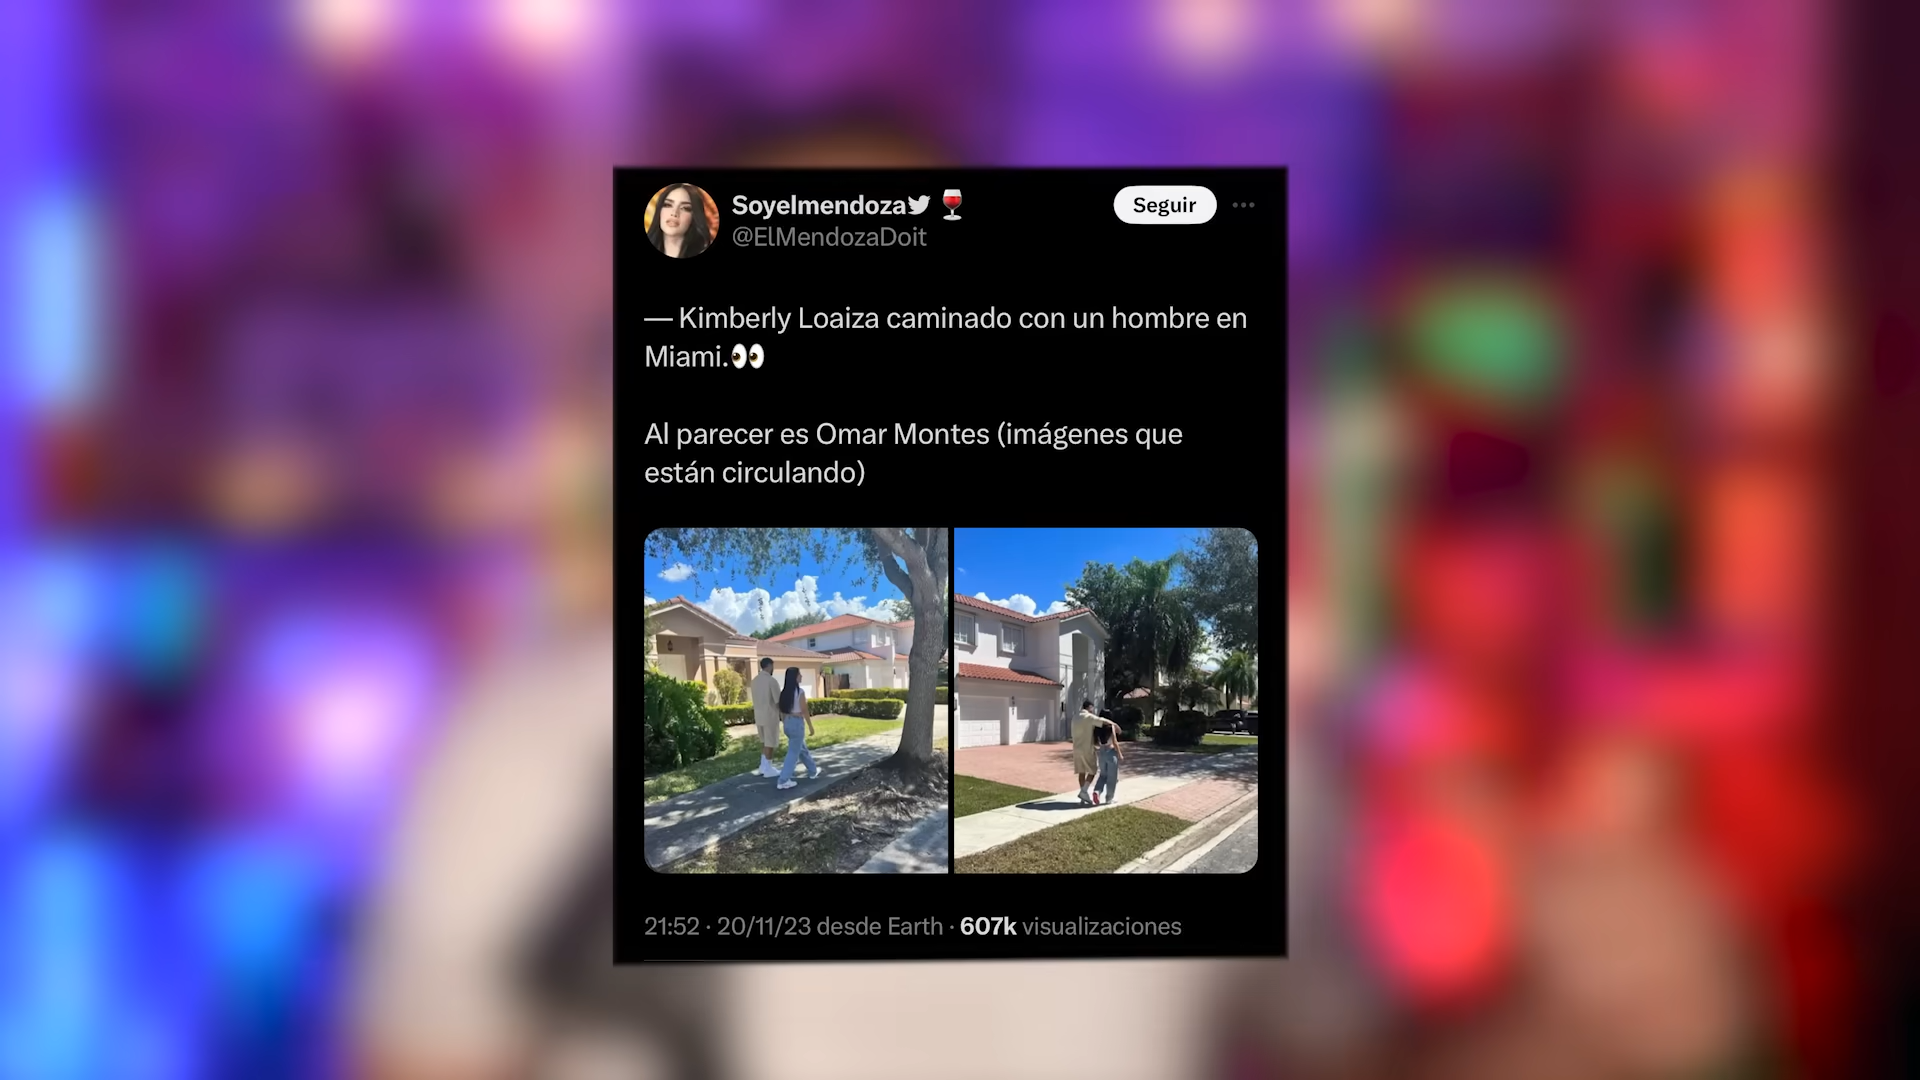 Soyelmendoza🍷
Seguir
@ElMendozaDoit
— Kimberly Loaiza caminado con un hombre en
Miami.👀
Al parecer es Omar Montes (imágenes que
están circulando)
21:52 · 20/11/23 desde Earth · 607k visualizaciones